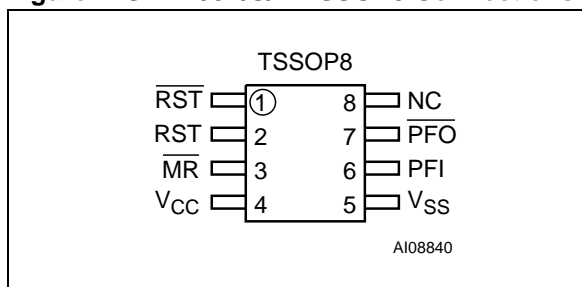 TSSOP8
RST 1 8 NC
RST 2 7 PFO
MR 3 6 PFI
VCC 4 5 VSS
AI08840